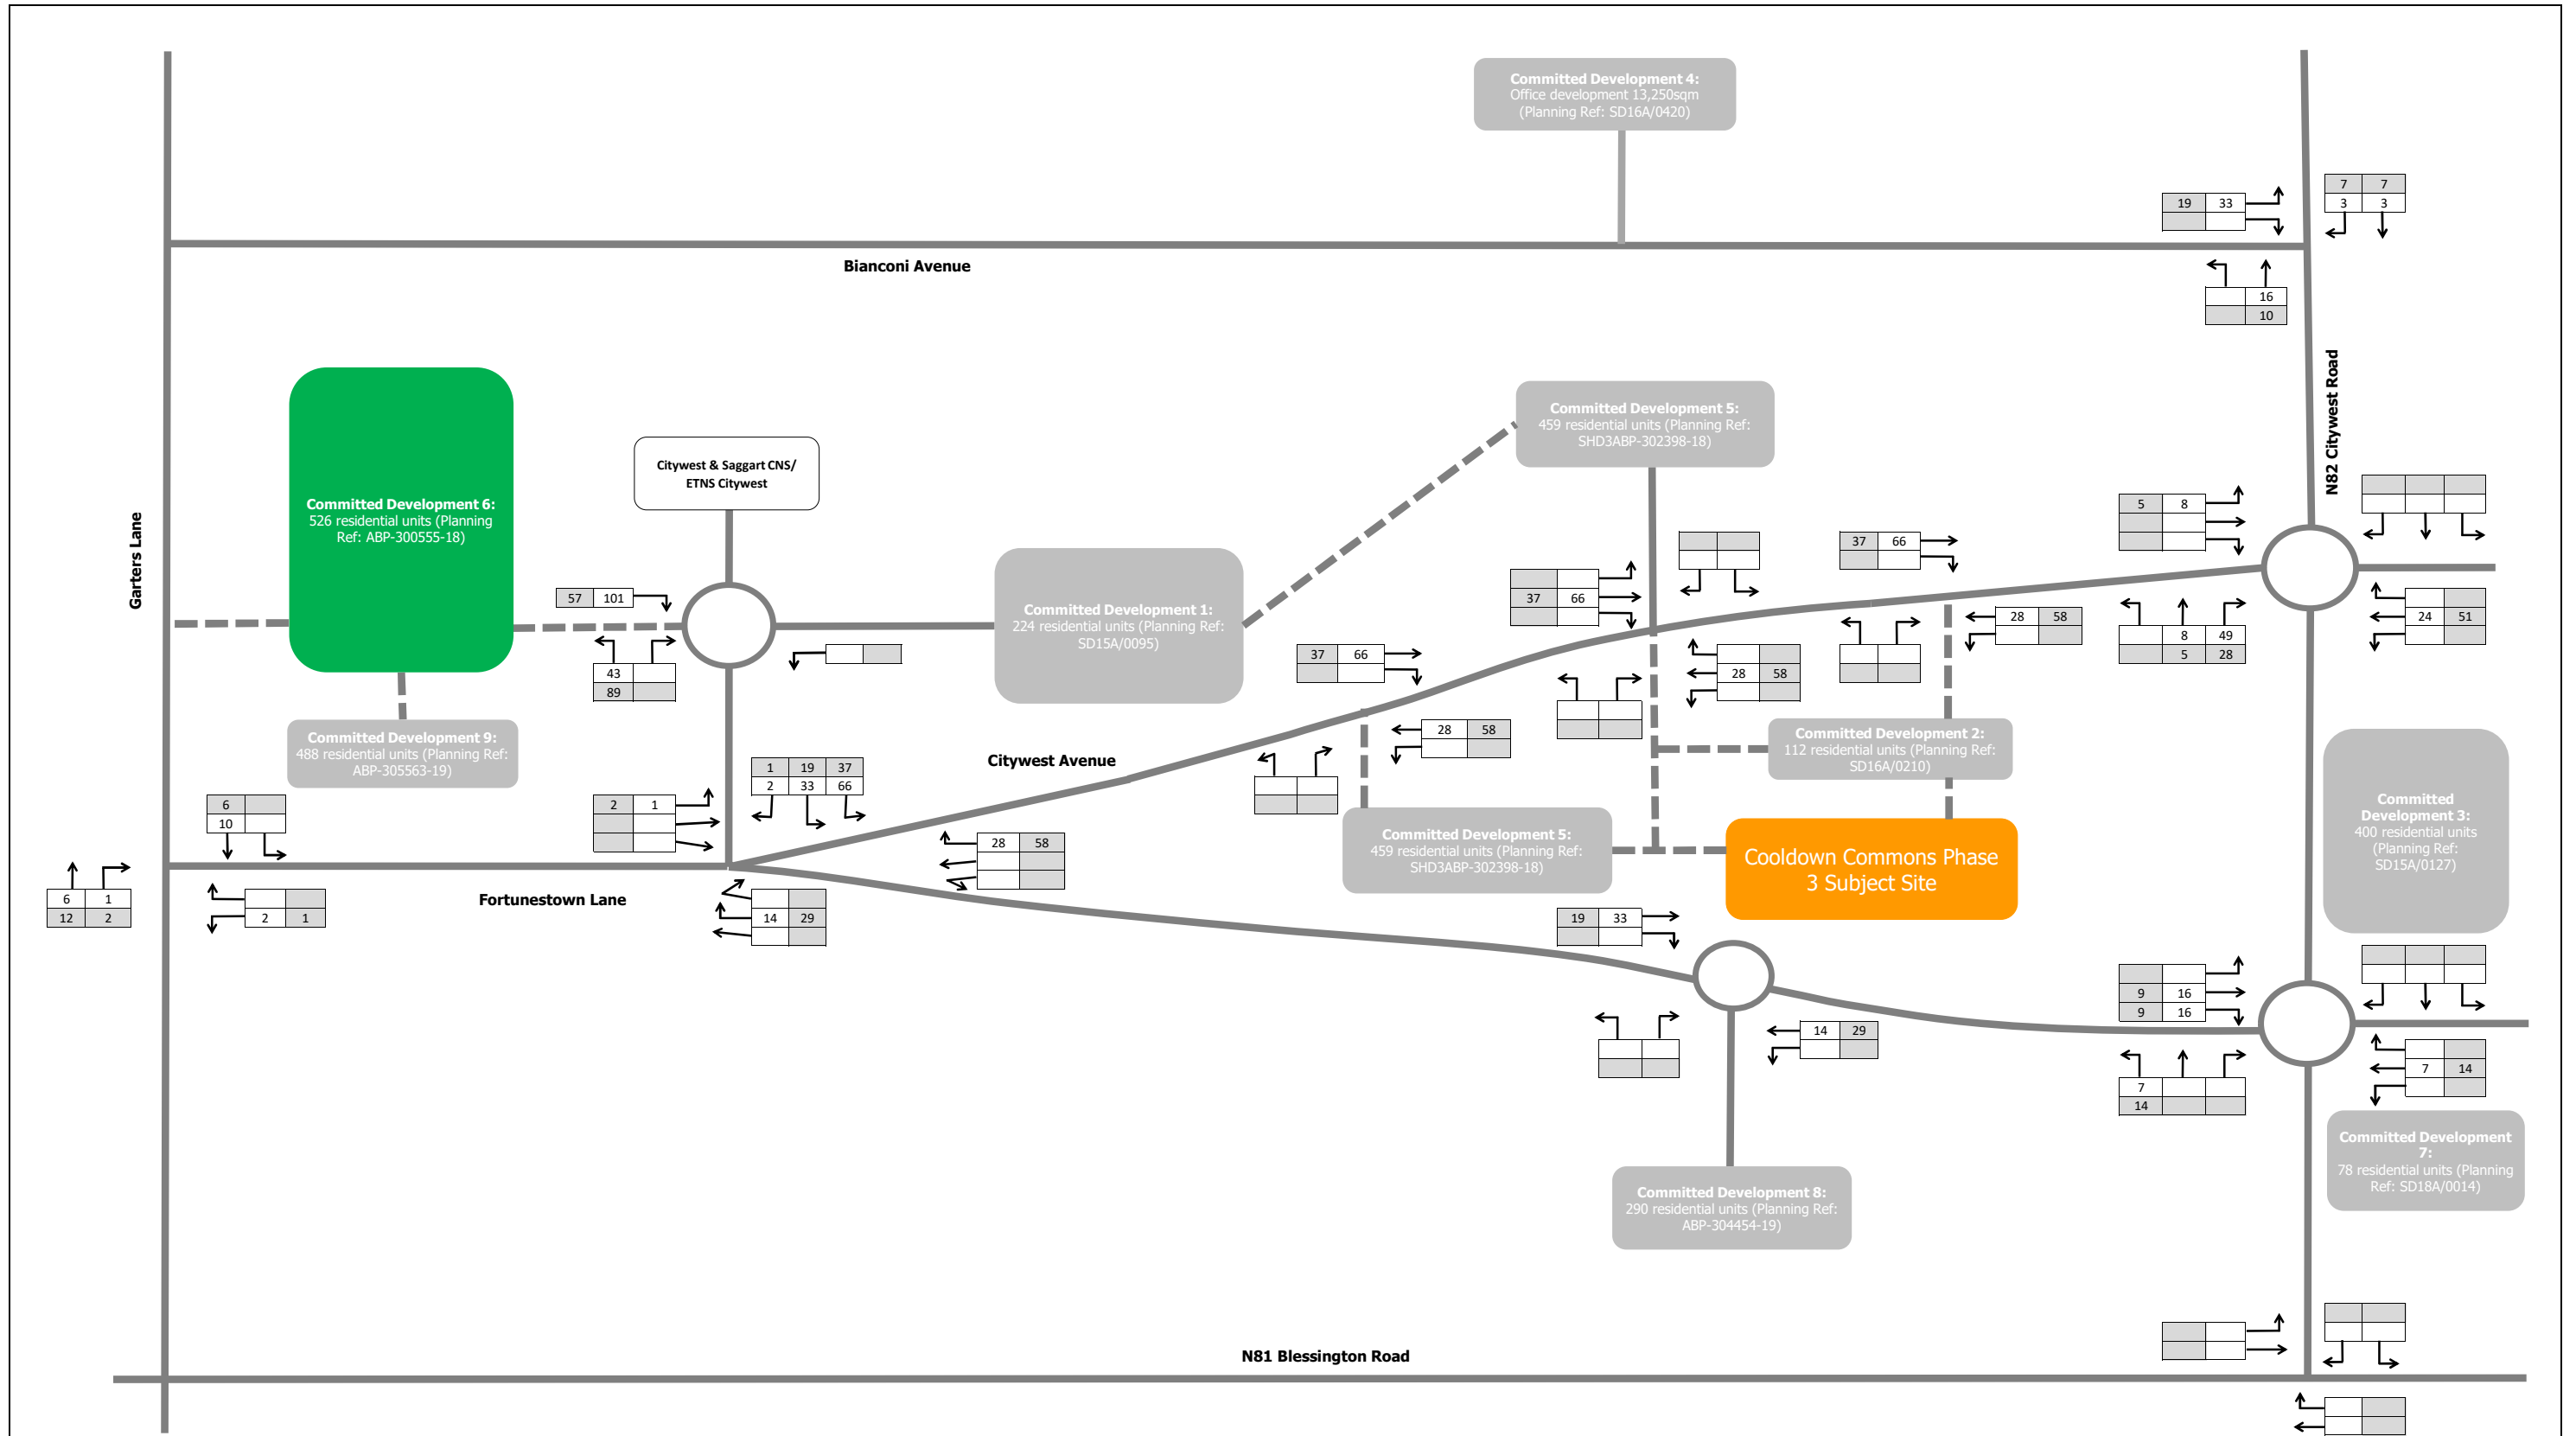 Committed Development 4:
Office development 13,250sqm
(Planning Ref: SD16A/0420)
7 7
3 3
19 33
Bianconi Avenue
16
10
N82 Citywest Road
Committed Development 5:
459 residential units (Planning Ref:
SHD3ABP-302398-18)
Citywest & Saggart CNS/
ETNS Citywest
Committed Development 6:
526 residential units (Planning
Ref: ABP-300555-18)
Garters Lane
5 8
37 66
37 66
57 101
Committed Development 1:
224 residential units (Planning Ref:
SD15A/0095)
28 58
8 49
5 28
24 51
43
89
37 66
28 58
28 58
Committed Development 9:
488 residential units (Planning Ref:
ABP-305563-19)
Citywest Avenue
1 19 37
2 33 66
Committed Development 2:
112 residential units (Planning Ref:
SD16A/0210)
Committed
Development 3:
400 residential units
(Planning Ref:
SD15A/0127)
6
10
2 1
28 58
Committed Development 5:
459 residential units (Planning Ref:
SHD3ABP-302398-18)
Cooldown Commons Phase
3 Subject Site
6 1
12 2
2 1
Fortunestown Lane
14 29
19 33
9 16
9 16
14 29
7
14
7 14
Committed Development
7:
78 residential units (Planning
Ref: SD18A/0014)
Committed Development 8:
290 residential units (Planning Ref:
ABP-304454-19)
N81 Blessington Road